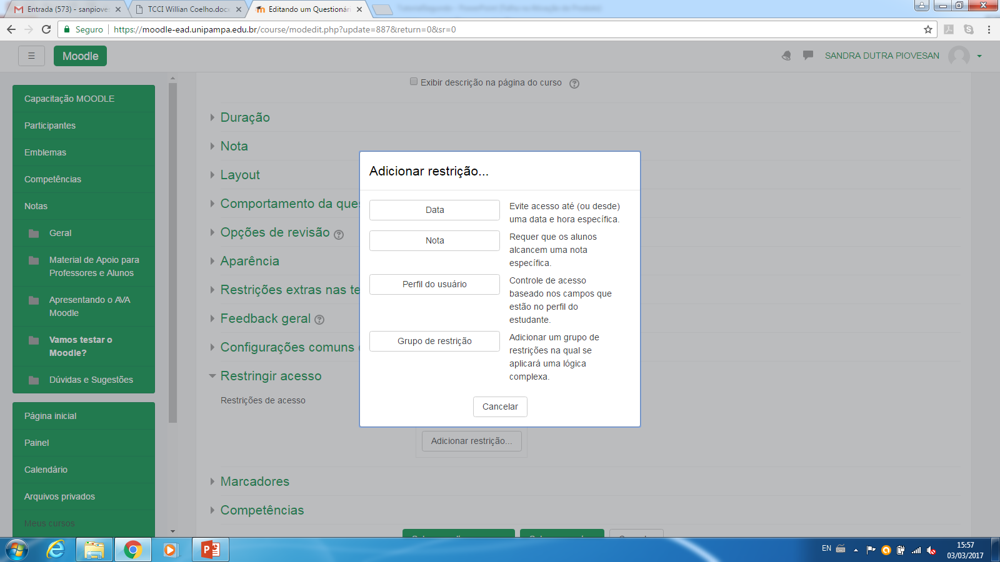 Entrada (573) - sanpiove
TCCI Willian Coelho.docx
Editando um Questionári
Seguro
https://moodle-ead.unipampa.edu.br/course/modedit.php?update=887&return=0&sr=0
Moodle
SANDRA DUTRA PIOVESAN
Capacitação MOODLE
Participantes
Emblemas
Competências
Notas
Geral
Material de Apoio para
Professores e Alunos
Apresentando o AVA
Moodle
Vamos testar o
Moodle?
Dúvidas e Sugestões
Página inicial
Painel
Calendário
Arquivos privados
Meus cursos
Exibir descrição na página do curso
Duração
Nota
Layout
Comportamento da que
Opções de revisão
Aparência
Restrições extras nas te
Feedback geral
Configurações comuns
Restringir acesso
Restrições de acesso
Adicionar restrição...
Marcadores
Competências
Adicionar restrição...
Data
Evite acesso até (ou desde)
uma data e hora específica.
Nota
Requer que os alunos
alcancem uma nota
específica.
Perfil do usuário
Controle de acesso
baseado nos campos que
estão no perfil do
estudante.
Grupo de restrição
Adicionar um grupo de
restrições na qual se
aplicará uma lógica
complexa.
Cancelar
EN
15:57
03/03/2017